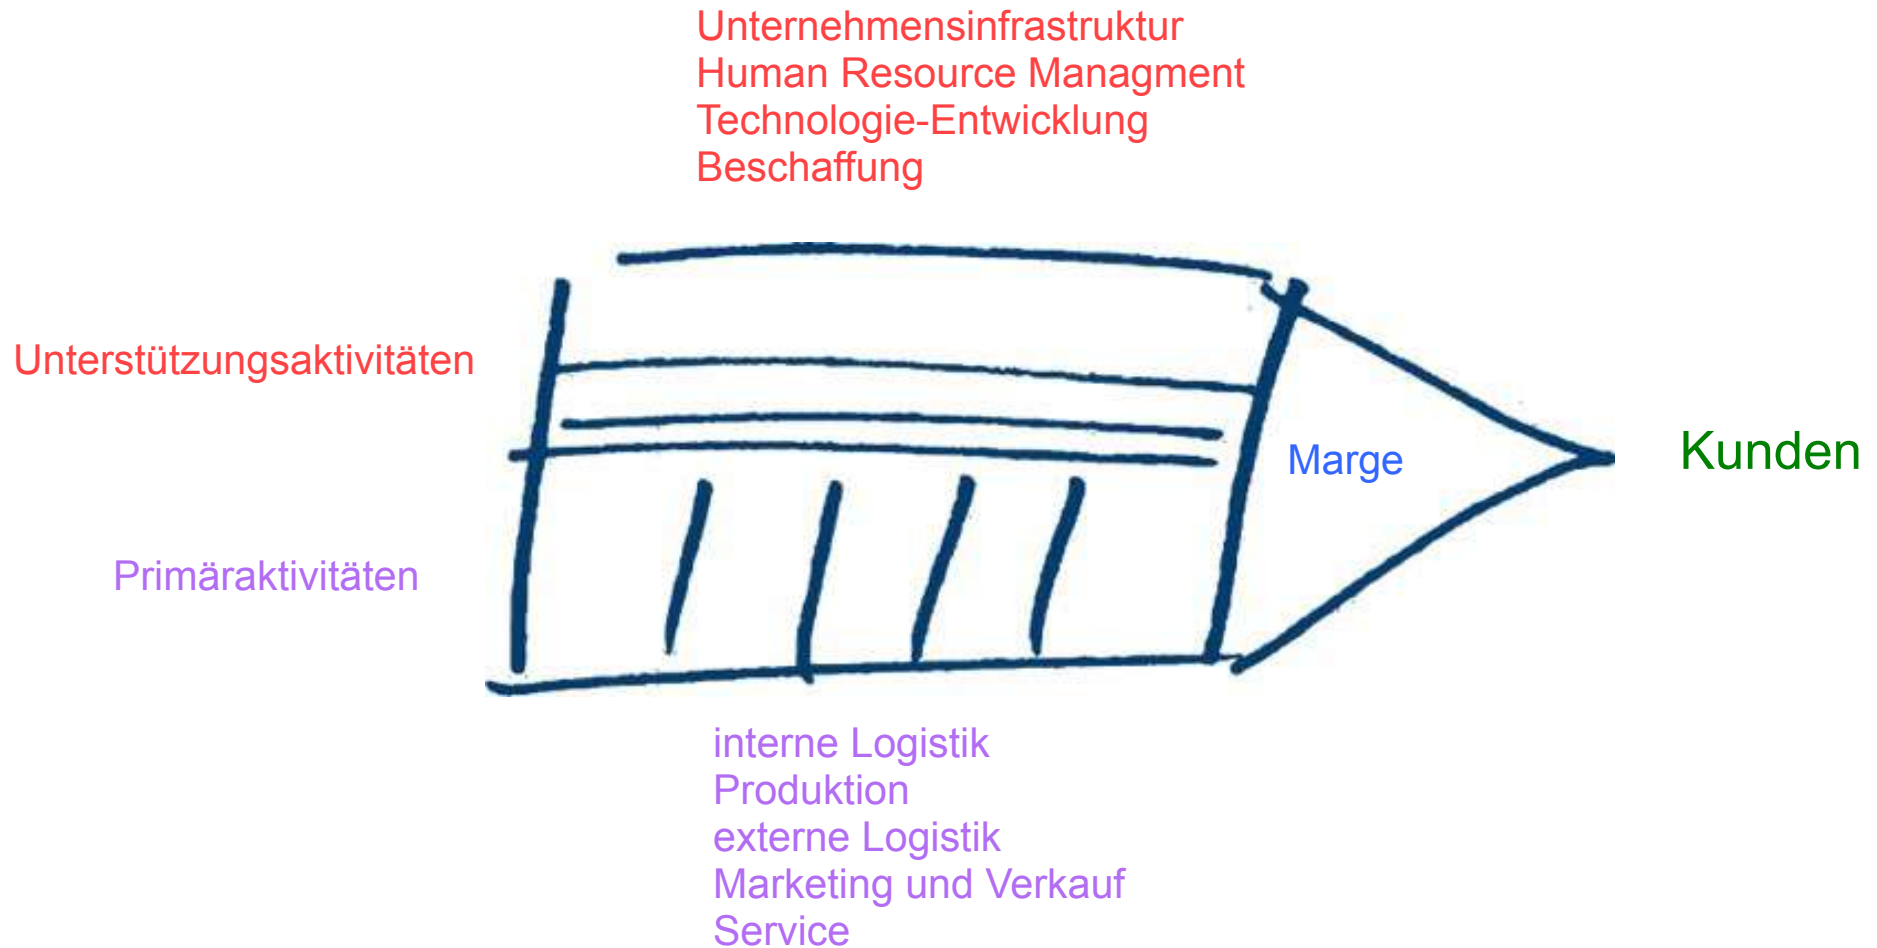 Unternehmensinfrastruktur
Human Resource Managment
Technologie-Entwicklung
Beschaffung
Unterstützungsaktivitäten
Marge
Kunden
Primäraktivitäten
interne Logistik
Produktion
externe Logistik
Marketing und Verkauf
Service